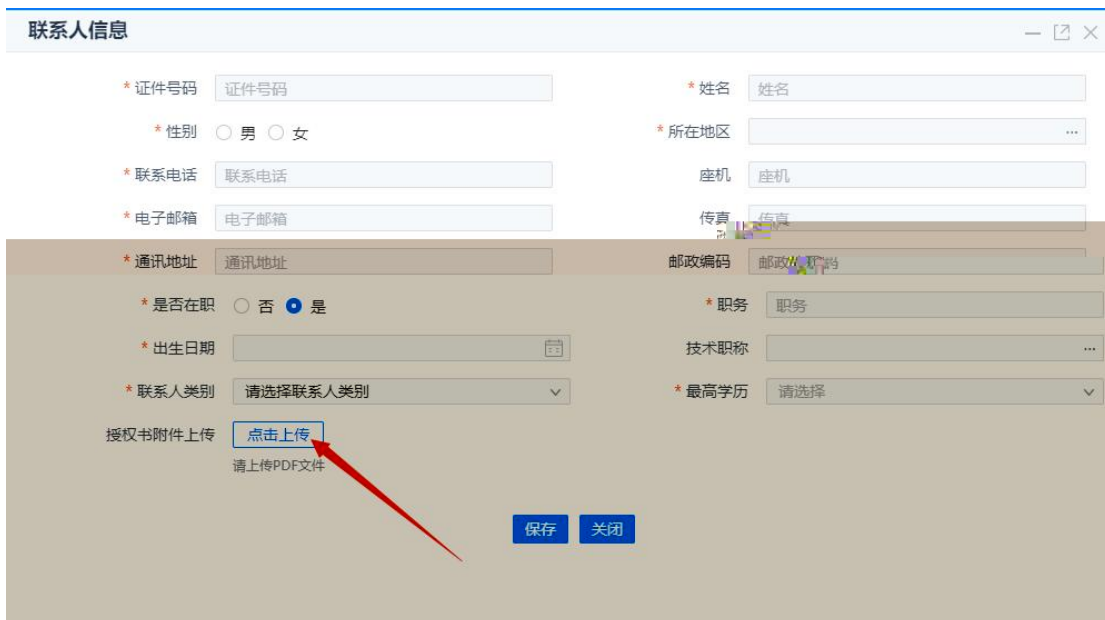 联系人信息
* 证件号码 证件号码 * 姓名 姓名
* 性别 男 女 * 所在地区 ...
* 联系电话 联系电话 座机 座机
* 电子邮箱 电子邮箱 传真 传真
* 通讯地址 通讯地址 邮政编码 邮政
* 是否在职 否 是 * 职务 职务
* 出生日期 技术职称 ...
* 联系人类别 请选择联系人类别 * 最高学历 请选择
授权书附件上传 点击上传
请上传PDF文件
保存 关闭